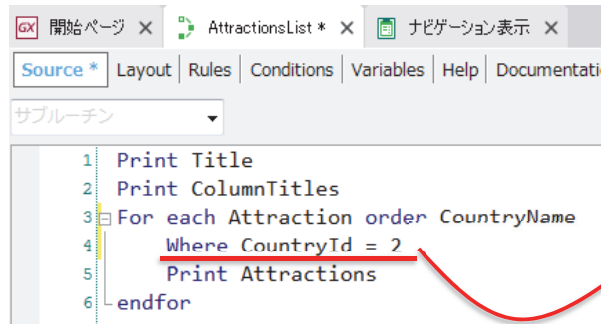 GX 開始ページ × AttractionsList * × ナビゲーション表示 ×
Source * Layout Rules Conditions Variables Help Documentati
サブルーチン
1 Print Title
2 Print ColumnTitles
3 For each Attraction order CountryName
4 Where CountryId = 2
5 Print Attractions
6 endfor